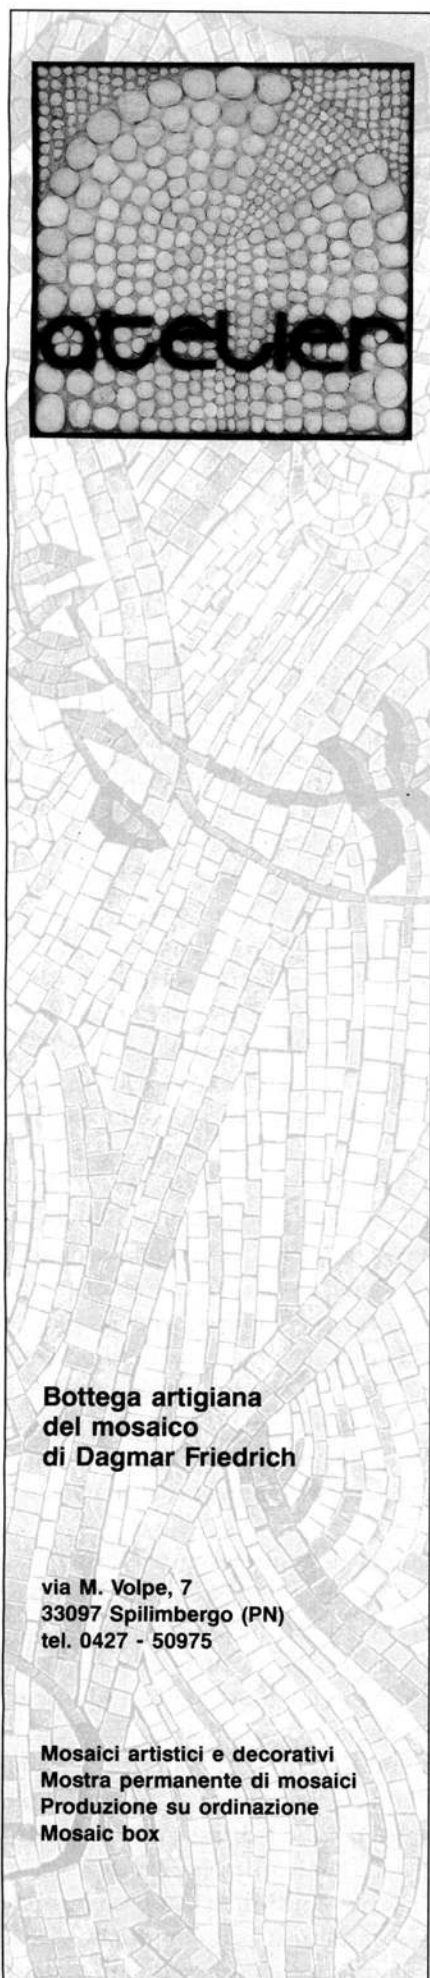 atelier
Bottega artigiana
del mosaico
di Dagmar Friedrich
via M. Volpe, 7
33097 Spilimbergo (PN)
tel. 0427 - 50975
Mosaici artistici e decorativi
Mostra permanente di mosaici
Produzione su ordinazione
Mosaic box